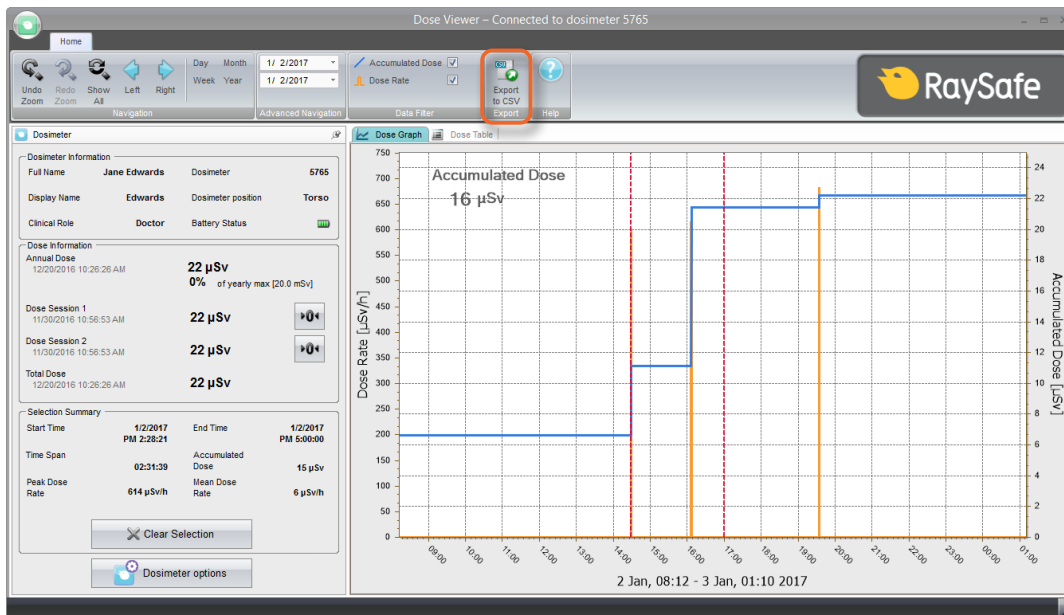 Dose Viewer – Connected to dosimeter 5765
Home
Undo Zoom
Redo Zoom
Show All
Left
Right
Day Month
Week Year
Navigation
1/ 2/2017
1/ 2/2017
Advanced Navigation
Accumulated Dose
Dose Rate
Data Filter
CSV
Export to CSV
Export
Help
RaySafe
Dosimeter
Dosimeter Information
Full Name Jane Edwards Dosimeter 5765
Display Name Edwards Dosimeter position Torso
Clinical Role Doctor Battery Status
Dose Information
Annual Dose
12/20/2016 10:26:26 AM
22 µSv
0% of yearly max [20.0 mSv]
Dose Session 1
11/30/2016 10:56:53 AM
22 µSv
0
Dose Session 2
11/30/2016 10:56:53 AM
22 µSv
0
Total Dose
12/20/2016 10:26:26 AM
22 µSv
Selection Summary
Start Time 1/2/2017 PM 2:28:21 End Time 1/2/2017 PM 5:00:00
Time Span 02:31:39 Accumulated Dose 15 µSv
Peak Dose Rate 614 µSv/h Mean Dose Rate 6 µSv/h
Clear Selection
Dosimeter options
Dose Graph
Dose Table
Accumulated Dose
16 µSv
Dose Rate [µSv/h]
750
700
650
600
550
500
450
400
350
300
250
200
150
100
50
0
24
22
20
18
16
14
12
10
8
6
4
2
0
Accumulated Dose [µSv]
09:00 10:00 11:00 12:00 13:00 14:00 15:00 16:00 17:00 18:00 19:00 20:00 21:00 22:00 23:00 00:00 01:00
2 Jan, 08:12 - 3 Jan, 01:10 2017